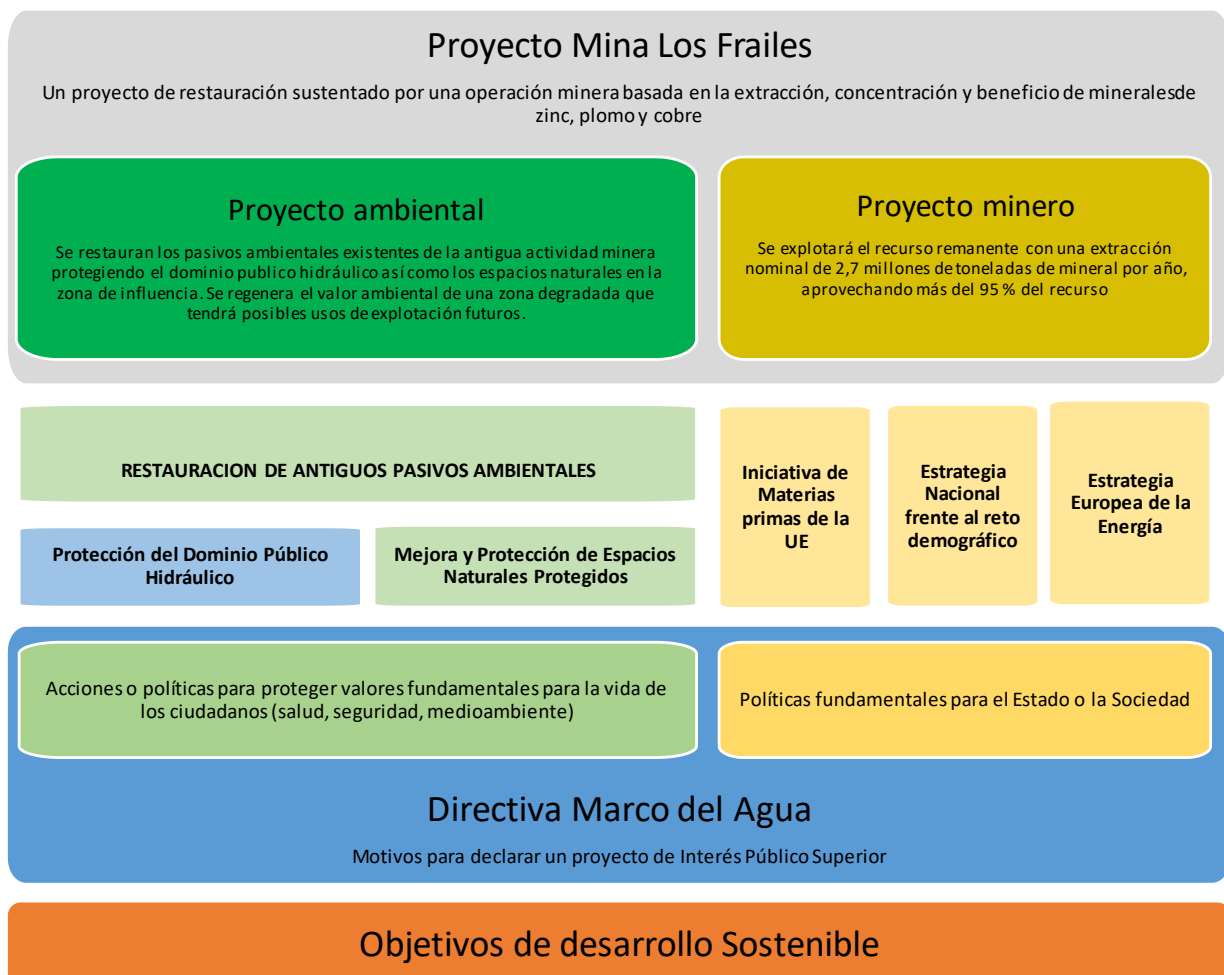 Proyecto Mina Los Frailes
Un proyecto de restauración sustentado por una operación minera basada en la extracción, concentración y beneficio de mineralesde
zinc, plomo y cobre
Proyecto ambiental
Se restauran los pasivos ambientales existentes de la antigua actividad minera
protegiendo el dominio publico hidráulico así como los espacios naturales en la
zona de influencia. Se regenera el valor ambiental de una zona degradada que
tendrá posibles usos de explotación futuros.
Proyecto minero
Se explotará el recurso remanente con una extracción
nominal de 2,7 millones de toneladas de mineral por año,
aprovechando más del 95 % del recurso
RESTAURACION DE ANTIGUOS PASIVOS AMBIENTALES
Protección del Dominio Público
Hidráulico
Mejora y Protección de Espacios
Naturales Protegidos
Iniciativa de
Materias
primas de la
UE
Estrategia
Nacional
frente al reto
demográfico
Estrategia
Europea de la
Energía
Acciones o políticas para proteger valores fundamentales para la vida de
los ciudadanos (salud, seguridad, medioambiente)
Políticas fundamentales para el Estado o la Sociedad
Directiva Marco del Agua
Motivos para declarar un proyecto de Interés Público Superior
Objetivos de desarrollo Sostenible